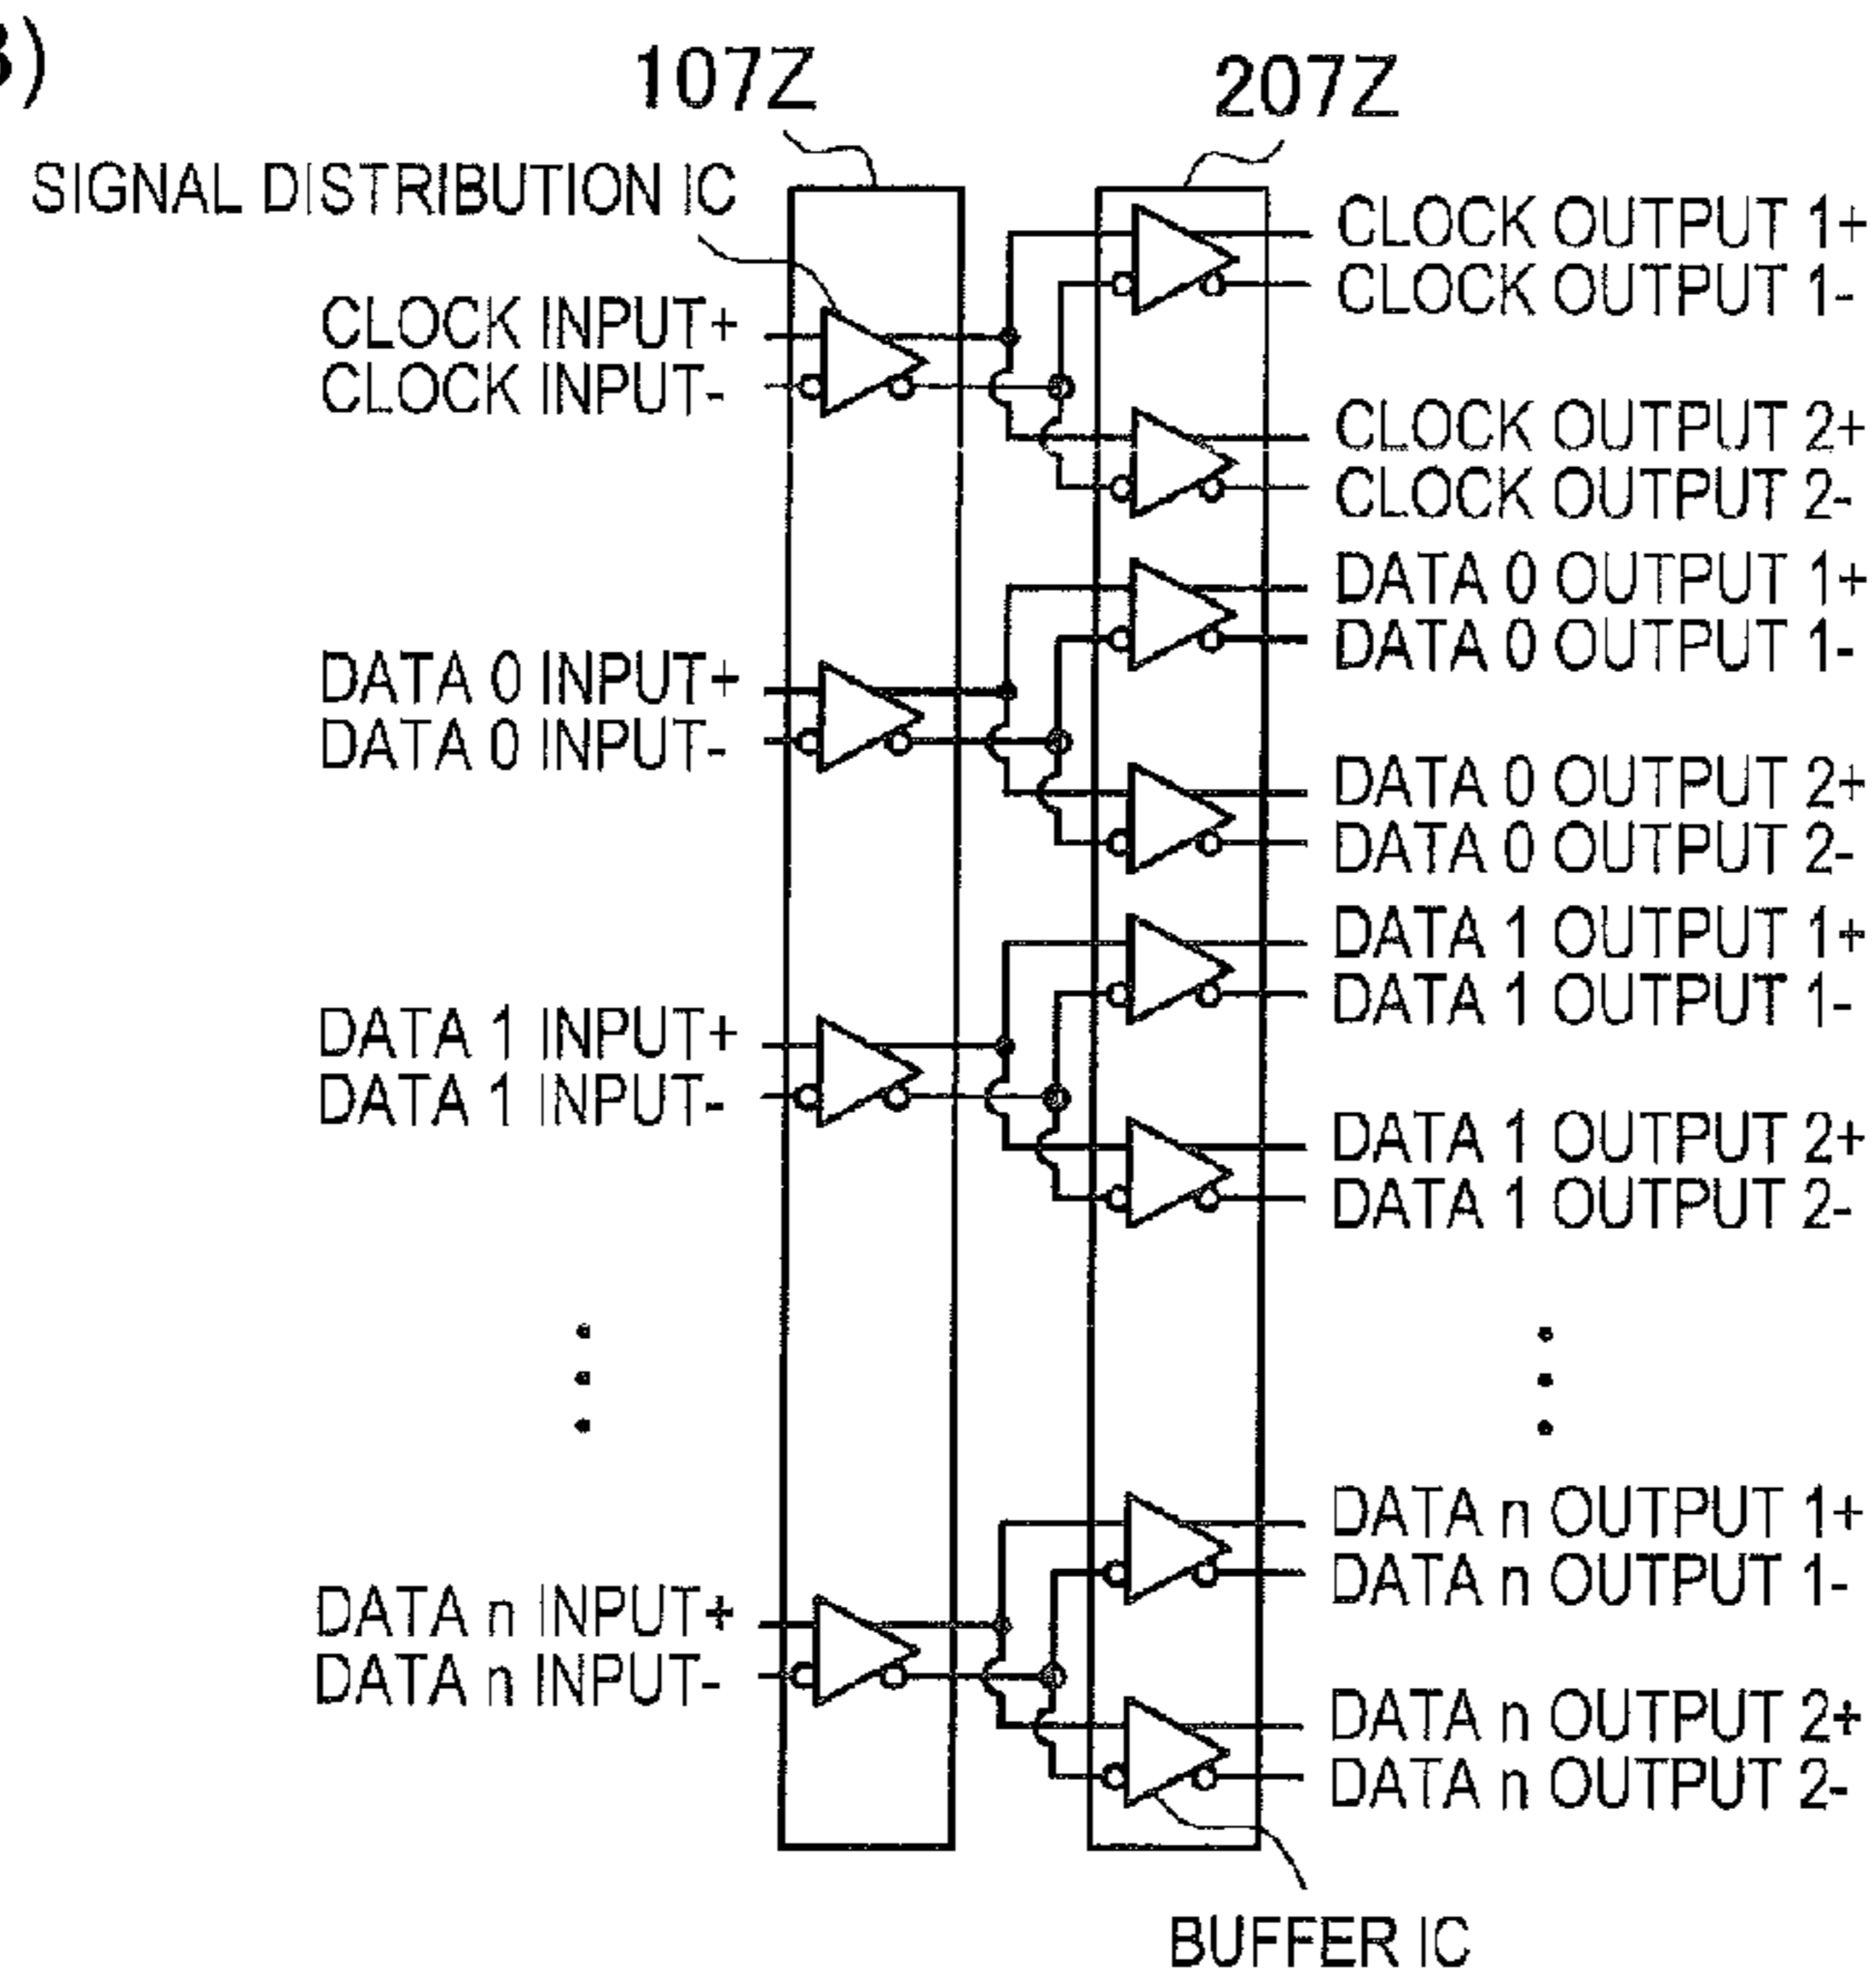 B)
107Z
207Z
SIGNAL DISTRIBUTION IC
CLOCK INPUT+
CLOCK INPUT-
CLOCK OUTPUT 1+
CLOCK OUTPUT 1-
CLOCK OUTPUT 2+
CLOCK OUTPUT 2-
DATA 0 INPUT+
DATA 0 INPUT-
DATA 0 OUTPUT 1+
DATA 0 OUTPUT 1-
DATA 0 OUTPUT 2+
DATA 0 OUTPUT 2-
DATA 1 INPUT+
DATA 1 INPUT-
DATA 1 OUTPUT 1+
DATA 1 OUTPUT 1-
DATA 1 OUTPUT 2+
DATA 1 OUTPUT 2-
DATA n INPUT+
DATA n INPUT-
DATA n OUTPUT 1+
DATA n OUTPUT 1-
DATA n OUTPUT 2+
DATA n OUTPUT 2-
BUFFER IC